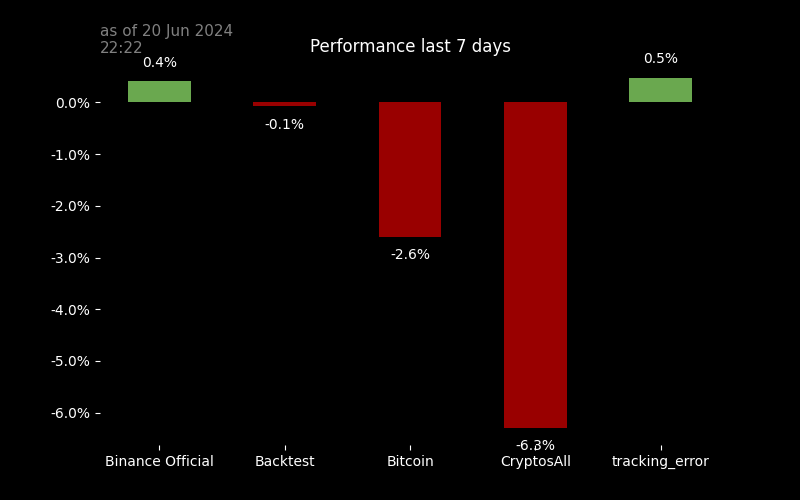 as of 20 Jun 2024
22:22
Performance last 7 days
0.4%
0.5%
0.0%
-0.1%
-1.0%
-2.0%
-2.6%
-3.0%
-4.0%
-5.0%
-6.0%
-6.3%
Binance Official
Backtest
Bitcoin
CryptosAll
tracking_error